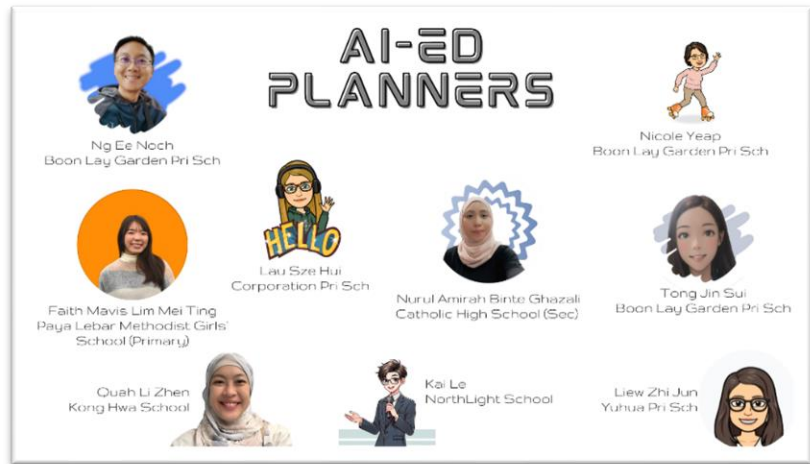 AI-ED
PLANNERS
Ng Ee Noch
Boon Lay Garden Pri Sch
Nicole Yeap
Boon Lay Garden Pri Sch
HELLO
Lau Sze Hui
Corporation Pri Sch
Faith Mavis Lim Mei Ting
Paya Lebar Methodist Girls'
School (Primary)
Nurul Amirah Binte Ghazali
Catholic High School (Sec)
Tong Jin Sui
Boon Lay Garden Pri Sch
Quah Li Zhen
Kong Hwa School
Kai Le
NorthLight School
Liew Zhi Jun
Yuhua Pri Sch